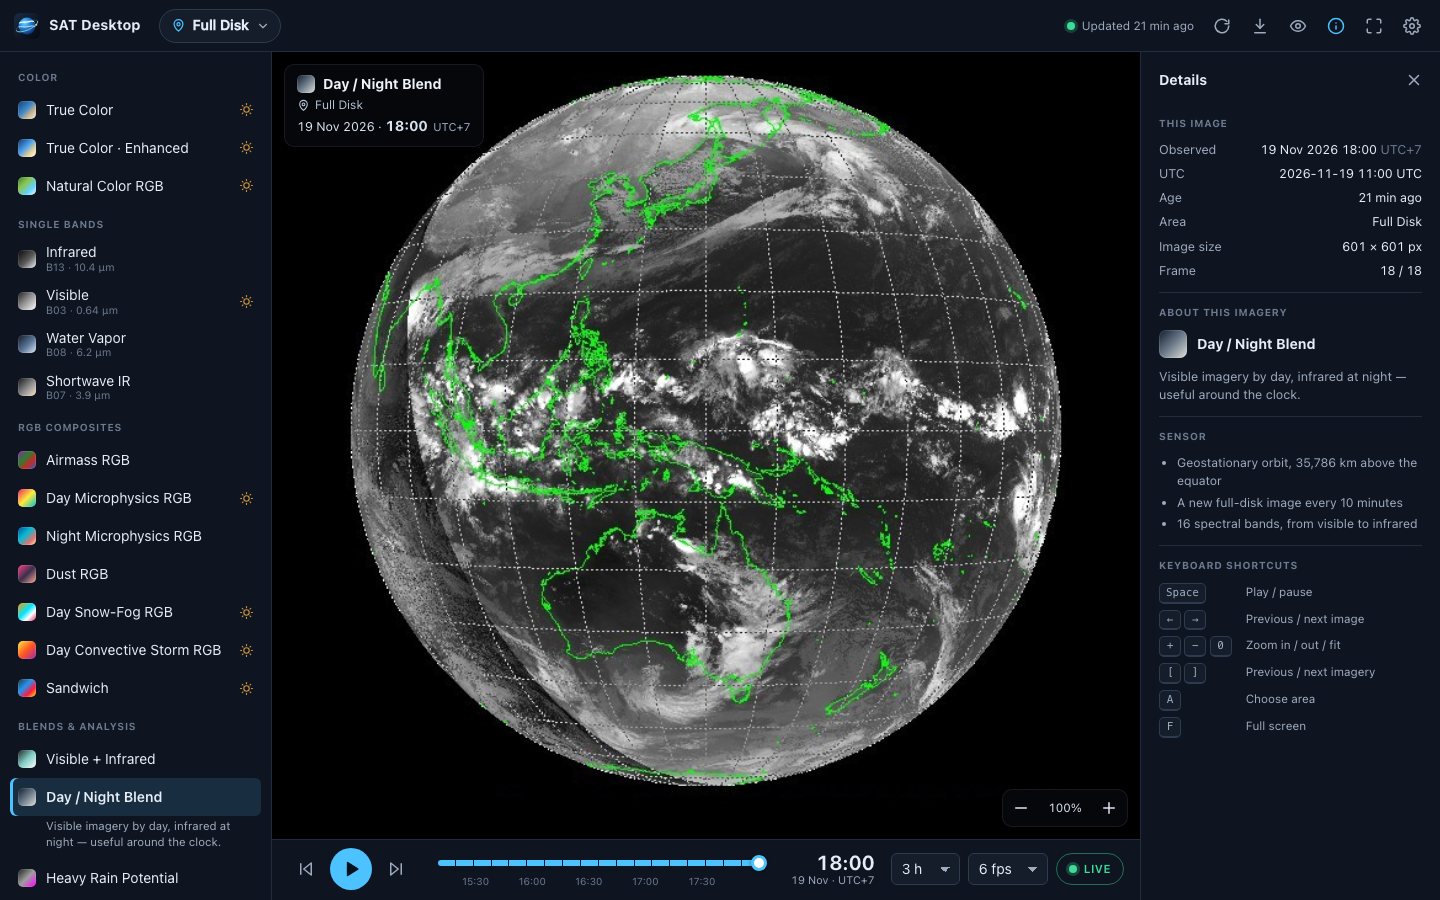 SAT Desktop
Full Disk
Updated 21 min ago
COLOR
True Color
True Color · Enhanced
Natural Color RGB
SINGLE BANDS
Infrared
B13 · 10.4 µm
Visible
B03 · 0.64 µm
Water Vapor
B08 · 6.2 µm
Shortwave IR
B07 · 3.9 µm
RGB COMPOSITES
Airmass RGB
Day Microphysics RGB
Night Microphysics RGB
Dust RGB
Day Snow-Fog RGB
Day Convective Storm RGB
Sandwich
BLENDS & ANALYSIS
Visible + Infrared
Day / Night Blend
Visible imagery by day, infrared at
night — useful around the clock.
Heavy Rain Potential
Day / Night Blend
Full Disk
19 Nov 2026 · 18:00 UTC+7
100%
15:30 16:00 16:30 17:00 17:30
18:00
19 Nov · UTC+7
3 h
6 fps
LIVE
Details
THIS IMAGE
Observed 19 Nov 2026 18:00 UTC+7
UTC 2026-11-19 11:00 UTC
Age 21 min ago
Area Full Disk
Image size 601 × 601 px
Frame 18 / 18
ABOUT THIS IMAGERY
Day / Night Blend
Visible imagery by day, infrared at night —
useful around the clock.
SENSOR
• Geostationary orbit, 35,786 km above the
equator
• A new full-disk image every 10 minutes
• 16 spectral bands, from visible to infrared
KEYBOARD SHORTCUTS
Space Play / pause
← → Previous / next image
+ − 0 Zoom in / out / fit
[ ] Previous / next imagery
A Choose area
F Full screen